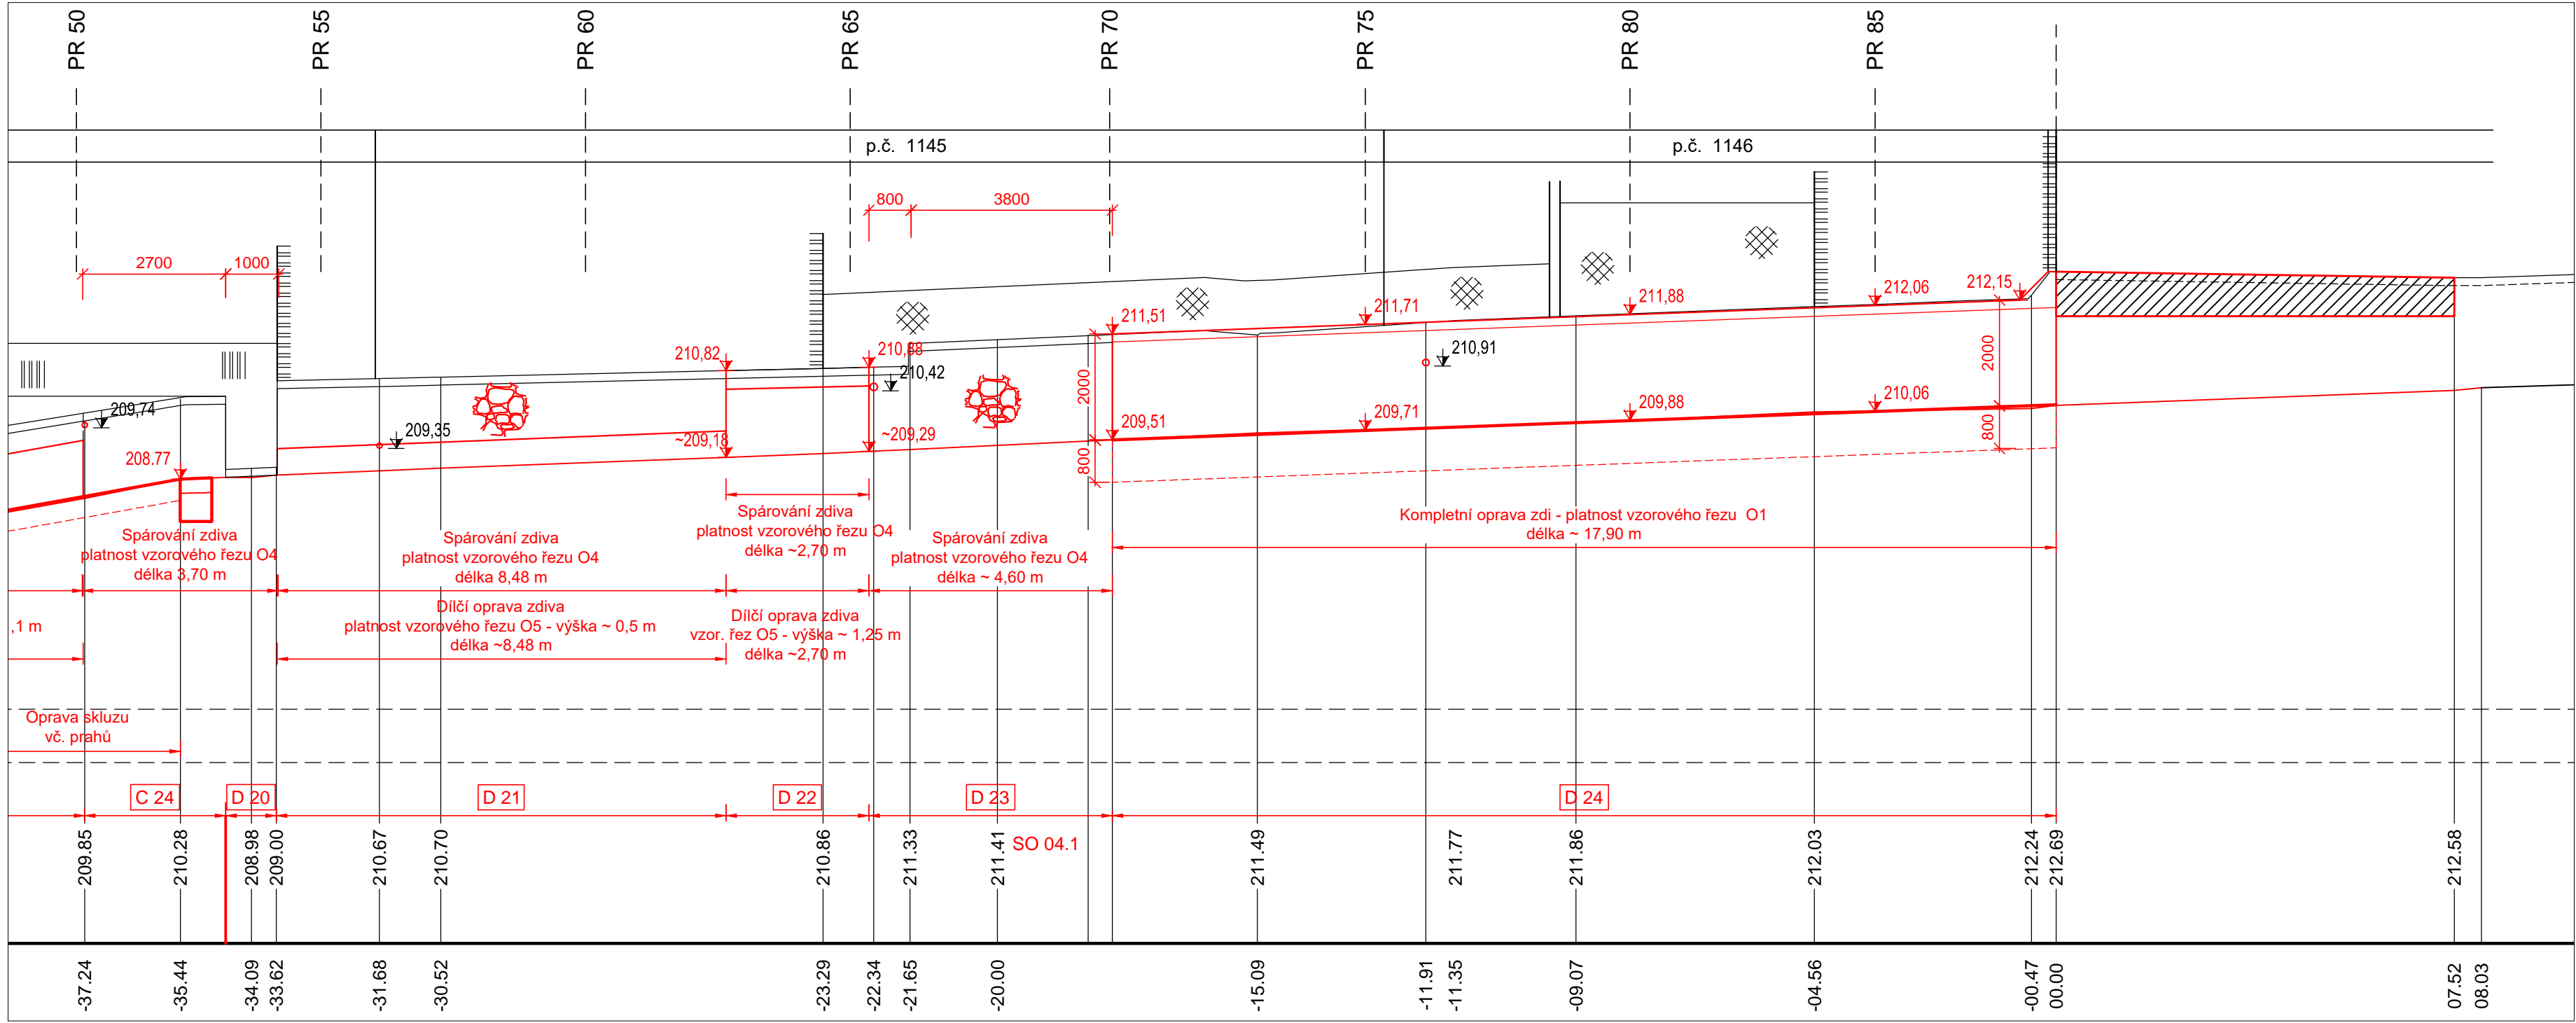 PR 50
PR 55
PR 60
PR 65
PR 70
PR 75
PR 80
PR 85
p.č. 1145
p.č. 1146
800
3800
2700
1000
211,51
211,71
211,88
212,06
212,15
210,82
210,88
210,42
210,91
209,74
209,35
208.77
~209,18
~209,29
2000
800
209,51
209,71
209,88
210,06
2000
800
Spárování zdiva
platnost vzorového řezu O4
délka 3,70 m
Spárování zdiva
platnost vzorového řezu O4
délka 8,48 m
Spárování zdiva
platnost vzorového řezu O4
délka ~2,70 m
Spárování zdiva
platnost vzorového řezu O4
délka ~ 4,60 m
Kompletní oprava zdi - platnost vzorového řezu O1
délka ~ 17,90 m
,1 m
Dílčí oprava zdiva
platnost vzorového řezu O5 - výška ~ 0,5 m
délka ~8,48 m
Dílčí oprava zdiva
vzor. řez O5 - výška ~ 1,25 m
délka ~2,70 m
Oprava skluzu
vč. prahů
C 24
D 20
D 21
D 22
D 23
D 24
SO 04.1
209.85
210.28
208.98
209.00
210.67
210.70
210.86
211.33
211.41
211.49
211.77
211.86
212.03
212.24
212.69
212.58
-37.24
-35.44
-34.09
-33.62
-31.68
-30.52
-23.29
-22.34
-21.65
-20.00
-15.09
-11.91
-11.35
-09.07
-04.56
-00.47
00.00
07.52
08.03